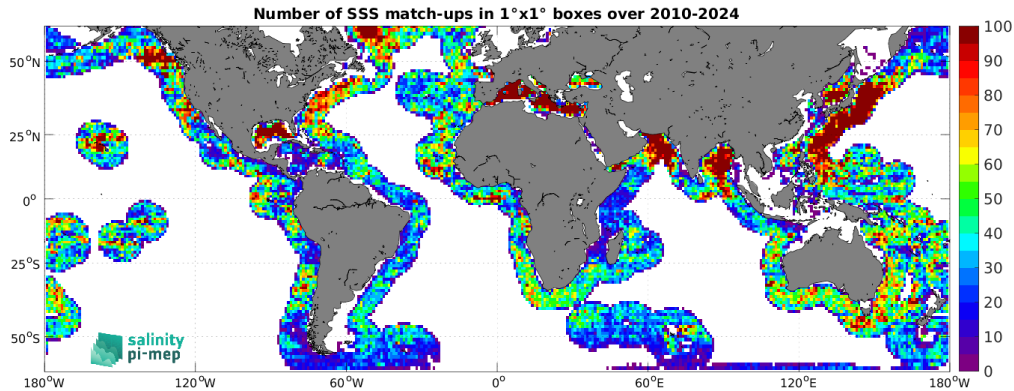 Number of SSS match-ups in 1°x1° boxes over 2010-2024
50°N
25°N
0°
25°S
50°S
180°W
120°W
60°W
0°
60°E
120°E
180°W
100
90
80
70
60
50
40
30
20
10
0
salinity
pi-mep